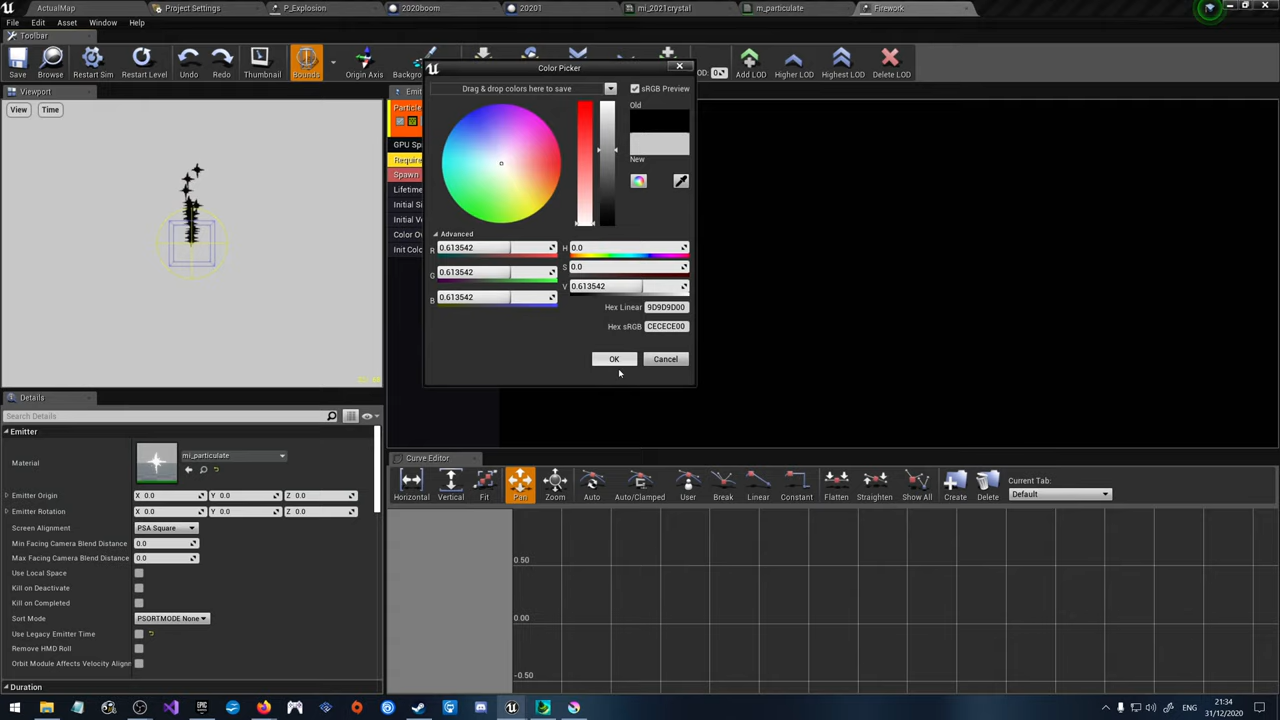 ActualMap
Project Settings
P_Explosion
2020boom
20201
mi_2021crystal
m_particulate
Firework
File Edit Asset Window Help
Toolbar
Save
Browse
Restart Sim
Restart Level
Undo
Redo
Thumbnail
Bounds
Origin Axis
Add LOD
Higher LOD
Highest LOD
Delete LOD
Viewport
View
Time
Color Picker
Drag & drop colors here to save
sRGB Preview
Old
New
Advanced
R 0.613542
G 0.613542
B 0.613542
H 0.0
S 0.0
V 0.613542
Hex Linear 9D9D9D00
Hex sRGB CECECE00
OK
Cancel
Particle
GPU Spi
Require
Spawn
Lifetime
Initial Si
Initial Ve
Color Ov
Init Colo
Details
Search Details
Emitter
Material
mi_particulate
Emitter Origin X 0.0 Y 0.0 Z 0.0
Emitter Rotation X 0.0 Y 0.0 Z 0.0
Screen Alignment PSA Square
Min Facing Camera Blend Distance 0.0
Max Facing Camera Blend Distance 0.0
Use Local Space
Kill on Deactivate
Kill on Completed
Sort Mode PSORTMODE None
Use Legacy Emitter Time
Remove HMD Roll
Orbit Module Affects Velocity Alignn
Duration
Curve Editor
Horizontal
Vertical
Fit
Pan
Zoom
Auto
Auto/Clamped
User
Break
Linear
Constant
Flatten
Straighten
Show All
Create
Delete
Current Tab:
Default
0.50
0.00
-0.50
ENG
21:34
31/12/2020